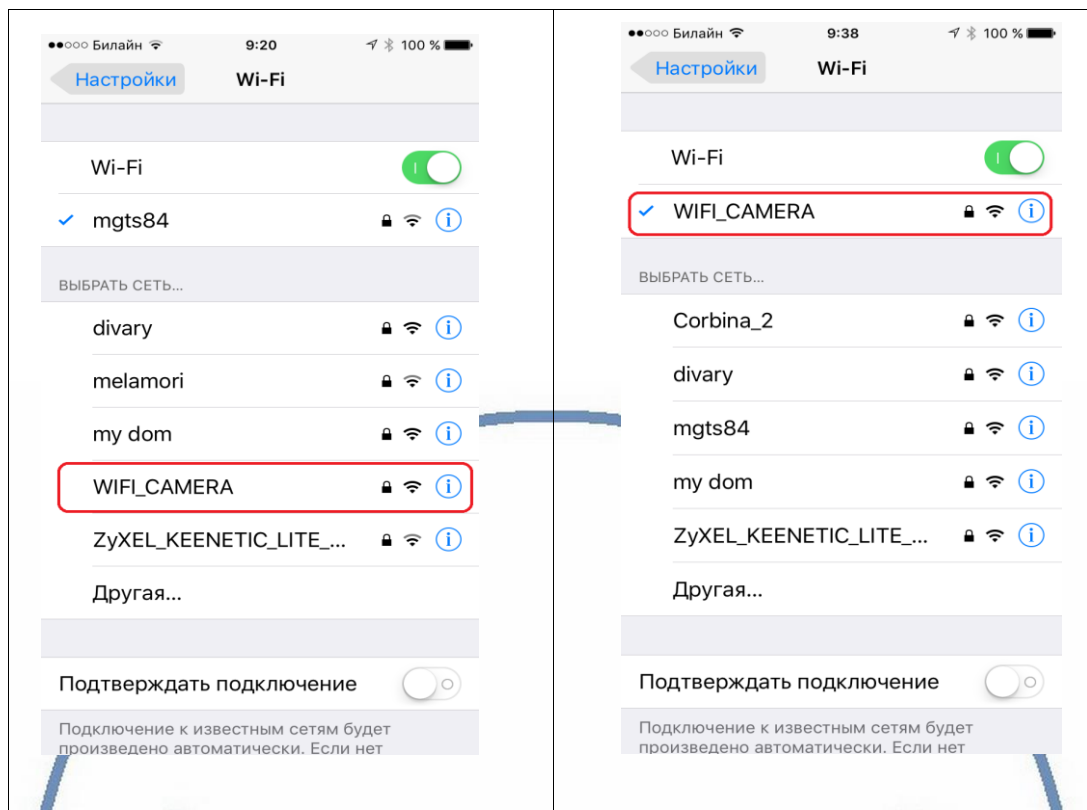 ●●○○○ Билайн 9:20 100 %
Настройки Wi-Fi
Wi-Fi
mgts84
ВЫБРАТЬ СЕТЬ...
divary
melamori
my dom
WIFI_CAMERA
ZyXEL_KEENETIC_LITE_...
Другая...
Подтверждать подключение
Подключение к известным сетям будет
произведено автоматически. Если нет
●●○○○ Билайн 9:38 100 %
Настройки Wi-Fi
Wi-Fi
WIFI_CAMERA
ВЫБРАТЬ СЕТЬ...
Corbina_2
divary
mgts84
my dom
ZyXEL_KEENETIC_LITE_...
Другая...
Подтверждать подключение
Подключение к известным сетям будет
произведено автоматически. Если нет